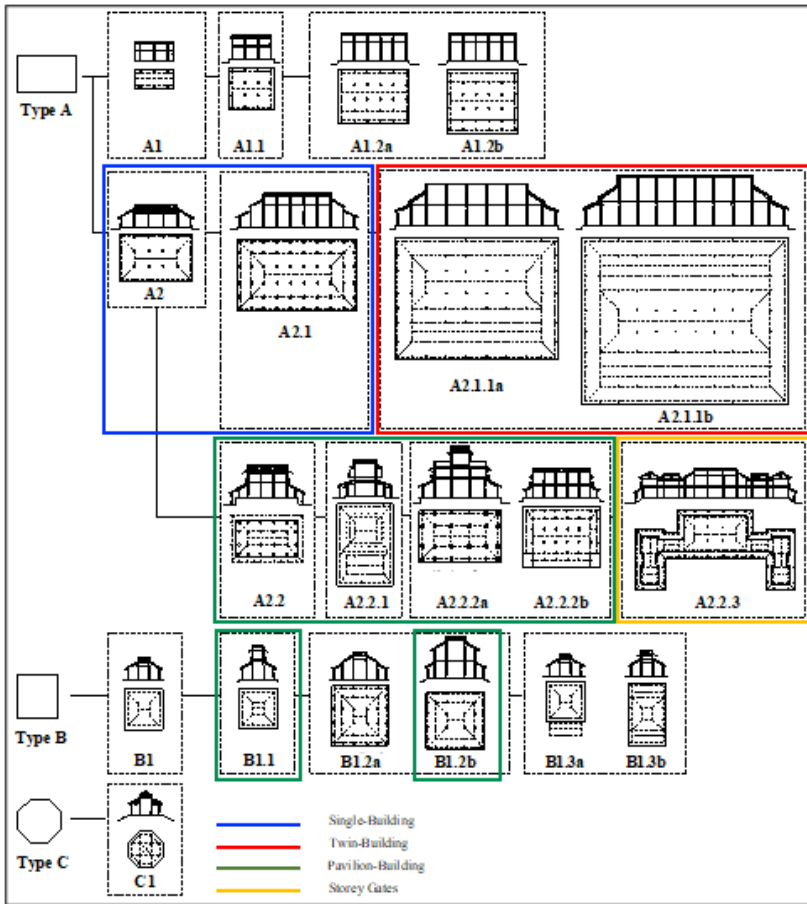 Type A
A1
A1.1
A1.2a
A1.2b
A2
A2.1
A2.1.1a
A2.1.1b
A2.2
A2.2.1
A2.2.2a
A2.2.2b
A2.2.3
Type B
B1
B1.1
B1.2a
B1.2b
B1.3a
B1.3b
Type C
C1
Single-Building
Twin-Building
Pavilion-Building
Storey Gates